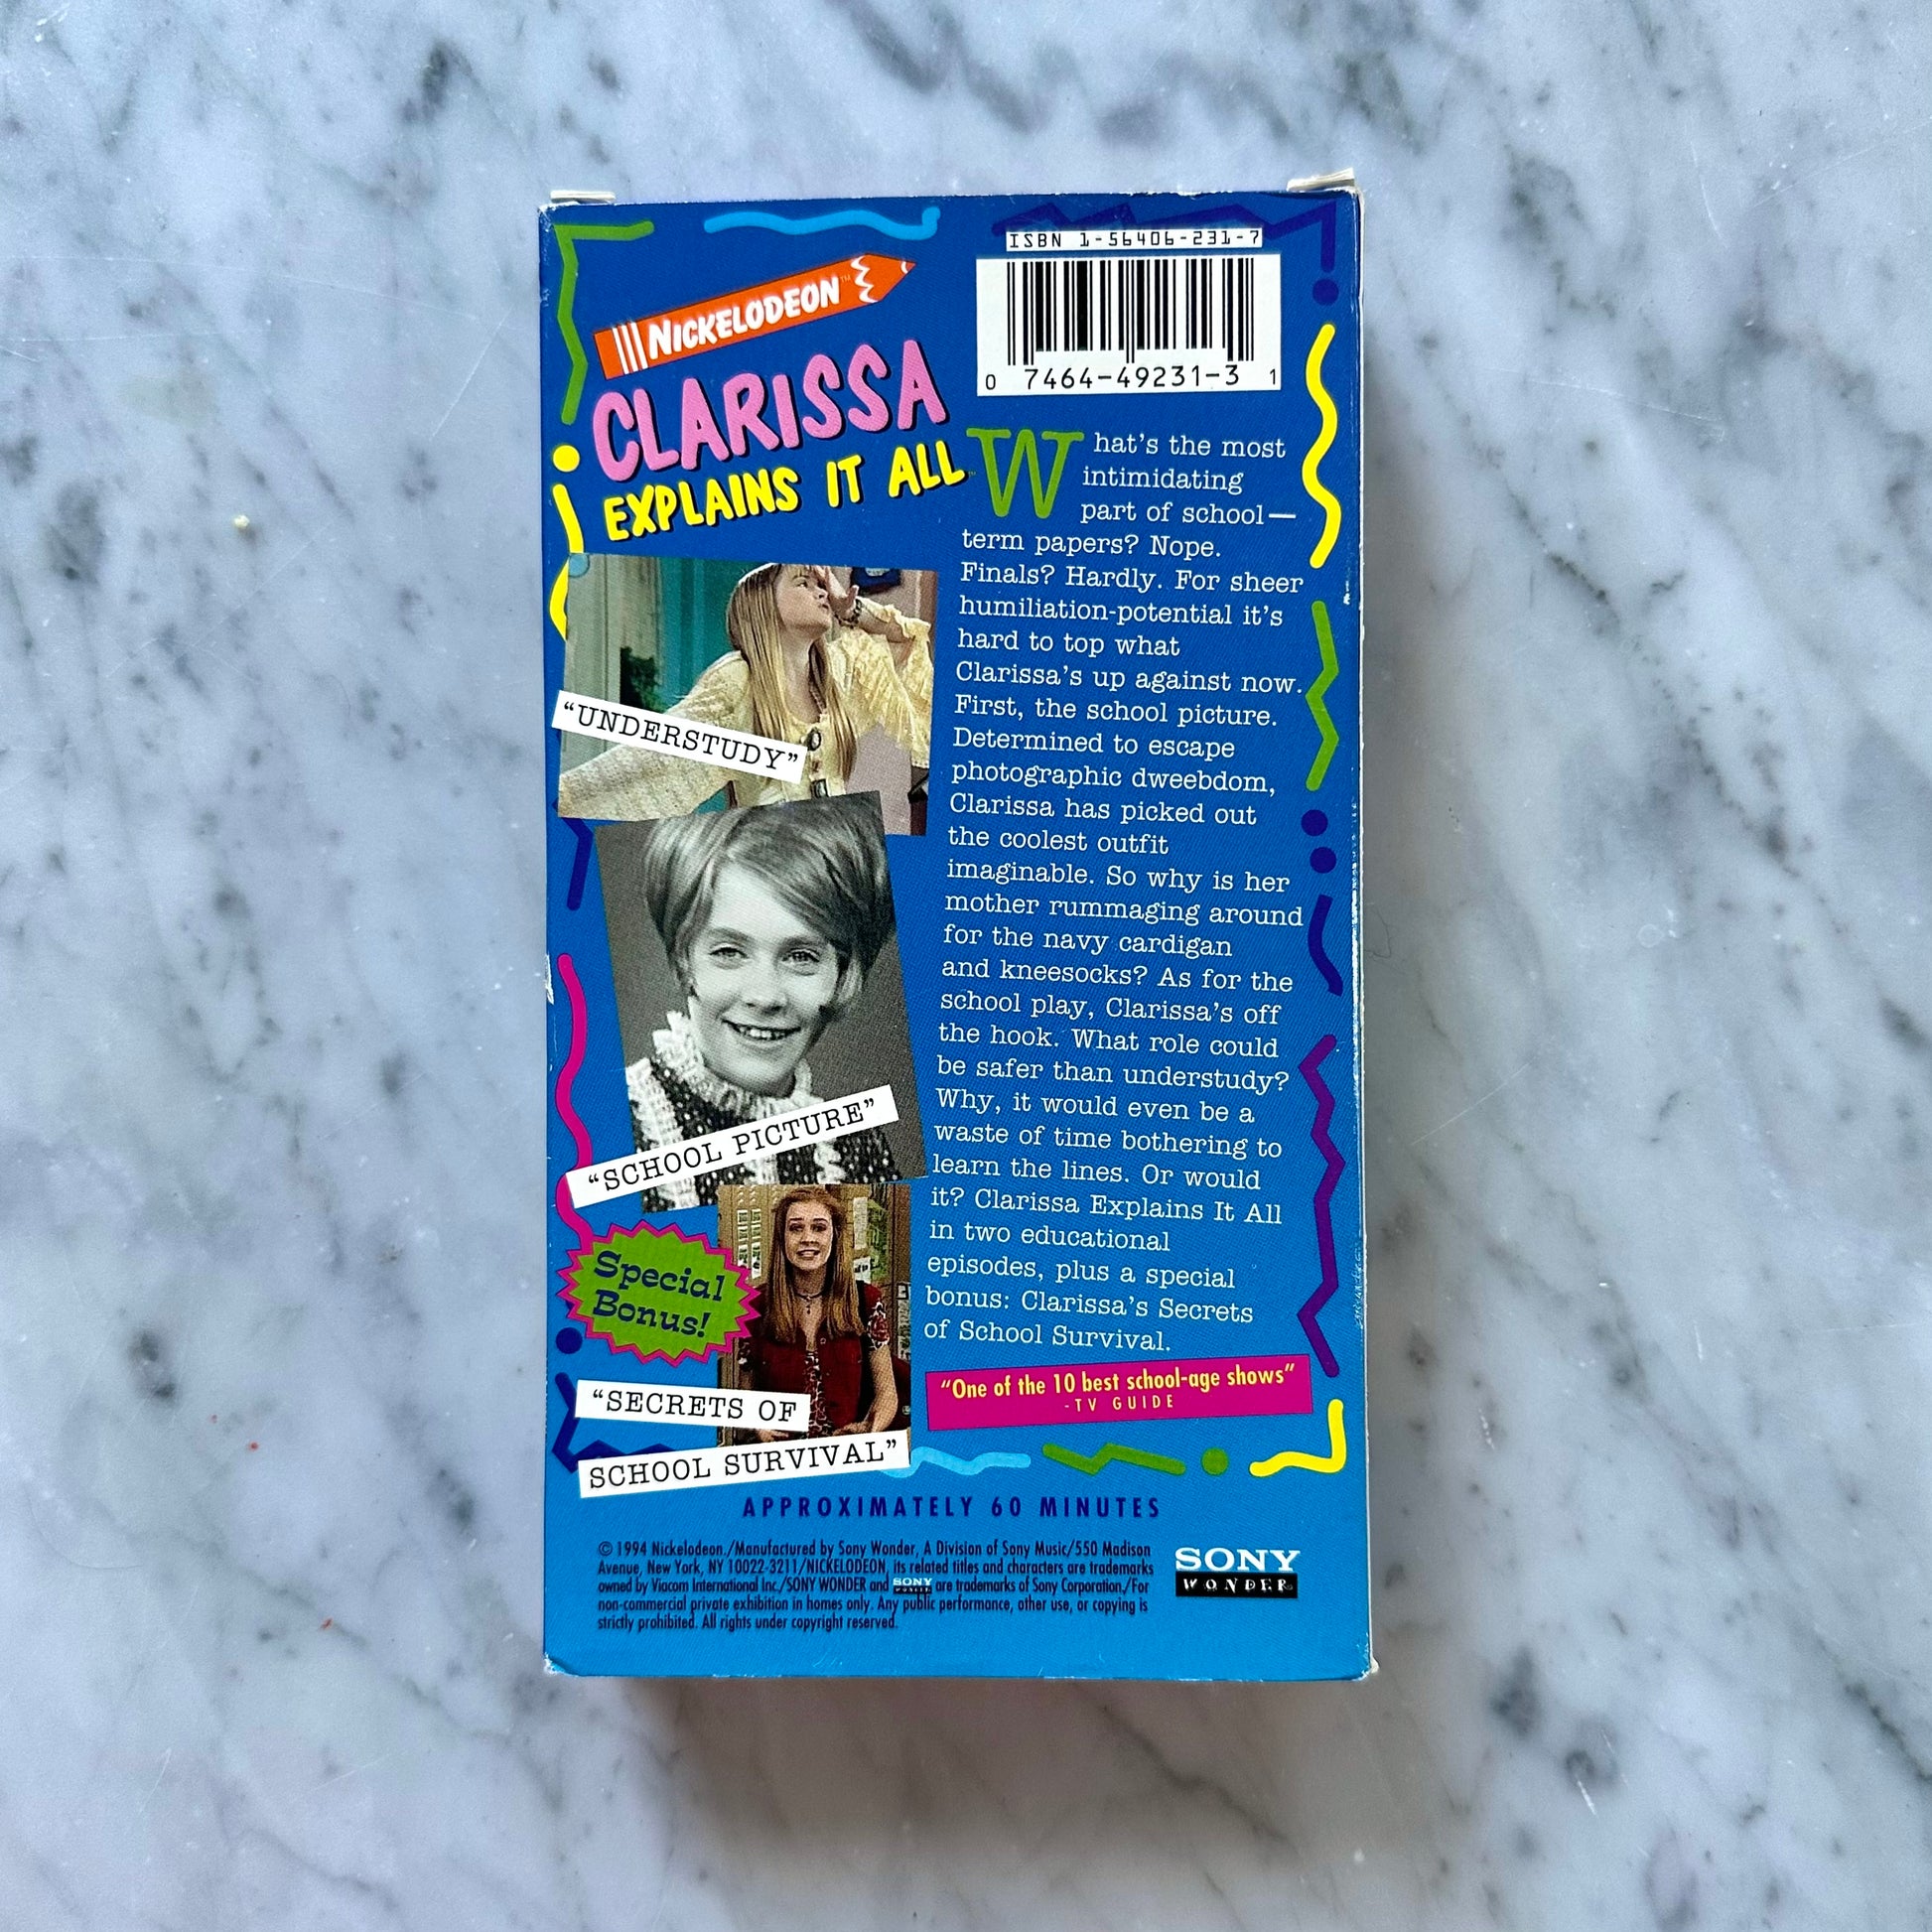 NICKELODEON™
CLARISSA
EXPLAINS IT ALL™
ISBN 1-56406-231-7
0 7464-49231-3 1
What's the most
intimidating
part of school—
term papers? Nope.
Finals? Hardly. For sheer
humiliation-potential it's
hard to top what
Clarissa's up against now.
First, the school picture.
Determined to escape
photographic dweebdom,
Clarissa has picked out
the coolest outfit
imaginable. So why is her
mother rummaging around
for the navy cardigan
and kneesocks? As for the
school play, Clarissa's off
the hook. What role could
be safer than understudy?
Why, it would even be a
waste of time bothering to
learn the lines. Or would
it? Clarissa Explains It All
in two educational
episodes, plus a special
bonus: Clarissa's Secrets
of School Survival.
"UNDERSTUDY"
"SCHOOL PICTURE"
Special
Bonus!
"SECRETS OF
SCHOOL SURVIVAL"
"One of the 10 best school-age shows"
-TV GUIDE
APPROXIMATELY 60 MINUTES
© 1994 Nickelodeon./Manufactured by Sony Wonder, A Division of Sony Music/550 Madison
Avenue, New York, NY 10022-3211/NICKELODEON, its related titles and characters are trademarks
owned by Viacom International Inc./SONY WONDER and SONY WONDER are trademarks of Sony Corporation./For
non-commercial private exhibition in homes only. Any public performance, other use, or copying is
strictly prohibited. All rights under copyright reserved.
SONY
WONDER